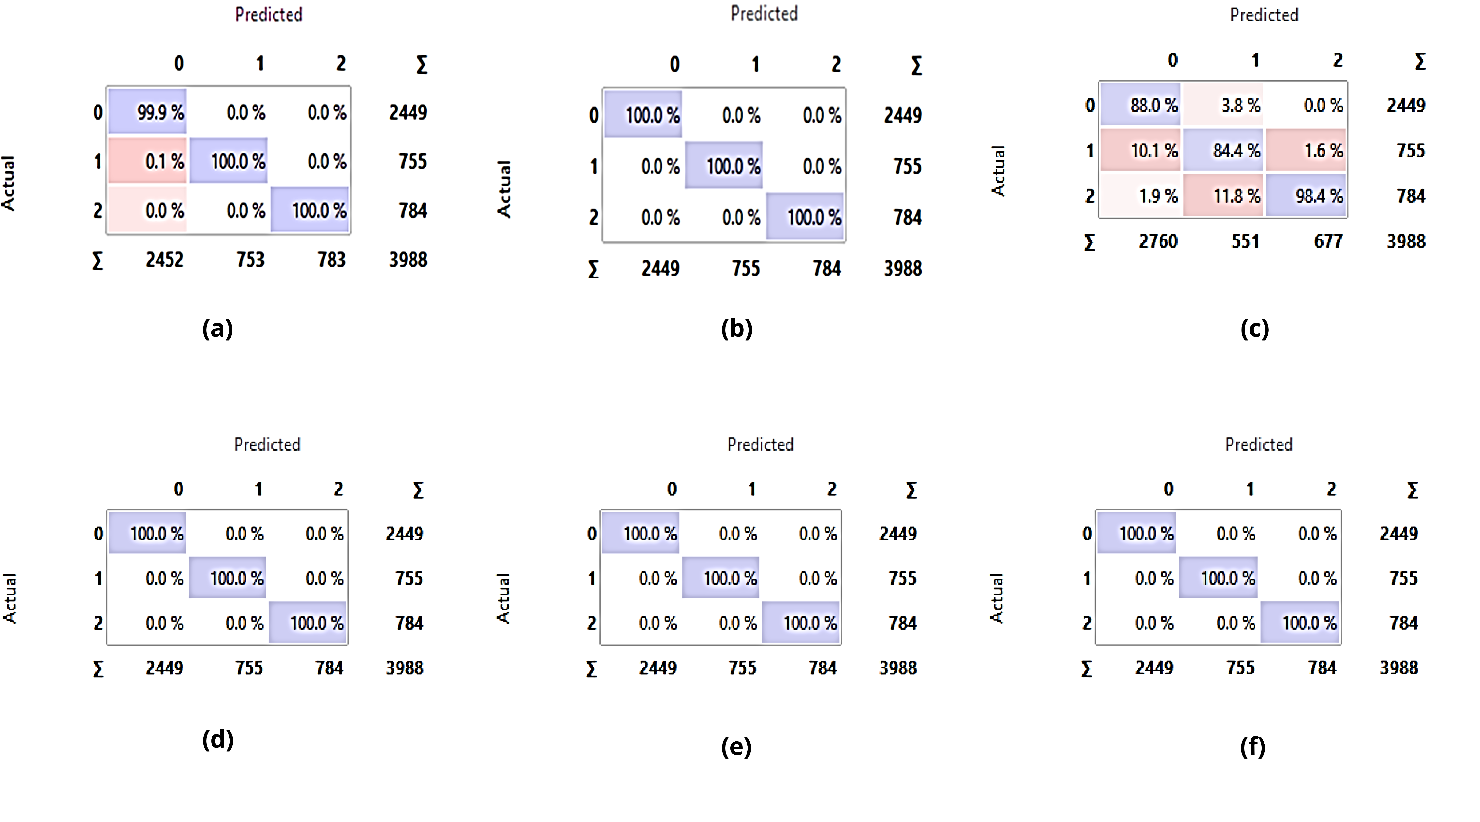 Predicted
0 1 2 Σ
0 99.9 % 0.0 % 0.0 % 2449
1 0.1 % 100.0 % 0.0 % 755
2 0.0 % 0.0 % 100.0 % 784
Σ 2452 753 783 3988
Actual
(a)
Predicted
0 1 2 Σ
0 100.0 % 0.0 % 0.0 % 2449
1 0.0 % 100.0 % 0.0 % 755
2 0.0 % 0.0 % 100.0 % 784
Σ 2449 755 784 3988
Actual
(b)
Predicted
0 1 2 Σ
0 88.0 % 3.8 % 0.0 % 2449
1 10.1 % 84.4 % 1.6 % 755
2 1.9 % 11.8 % 98.4 % 784
Σ 2760 551 677 3988
Actual
(c)
Predicted
0 1 2 Σ
0 100.0 % 0.0 % 0.0 % 2449
1 0.0 % 100.0 % 0.0 % 755
2 0.0 % 0.0 % 100.0 % 784
Σ 2449 755 784 3988
Actual
(d)
Predicted
0 1 2 Σ
0 100.0 % 0.0 % 0.0 % 2449
1 0.0 % 100.0 % 0.0 % 755
2 0.0 % 0.0 % 100.0 % 784
Σ 2449 755 784 3988
Actual
(e)
Predicted
0 1 2 Σ
0 100.0 % 0.0 % 0.0 % 2449
1 0.0 % 100.0 % 0.0 % 755
2 0.0 % 0.0 % 100.0 % 784
Σ 2449 755 784 3988
Actual
(f)